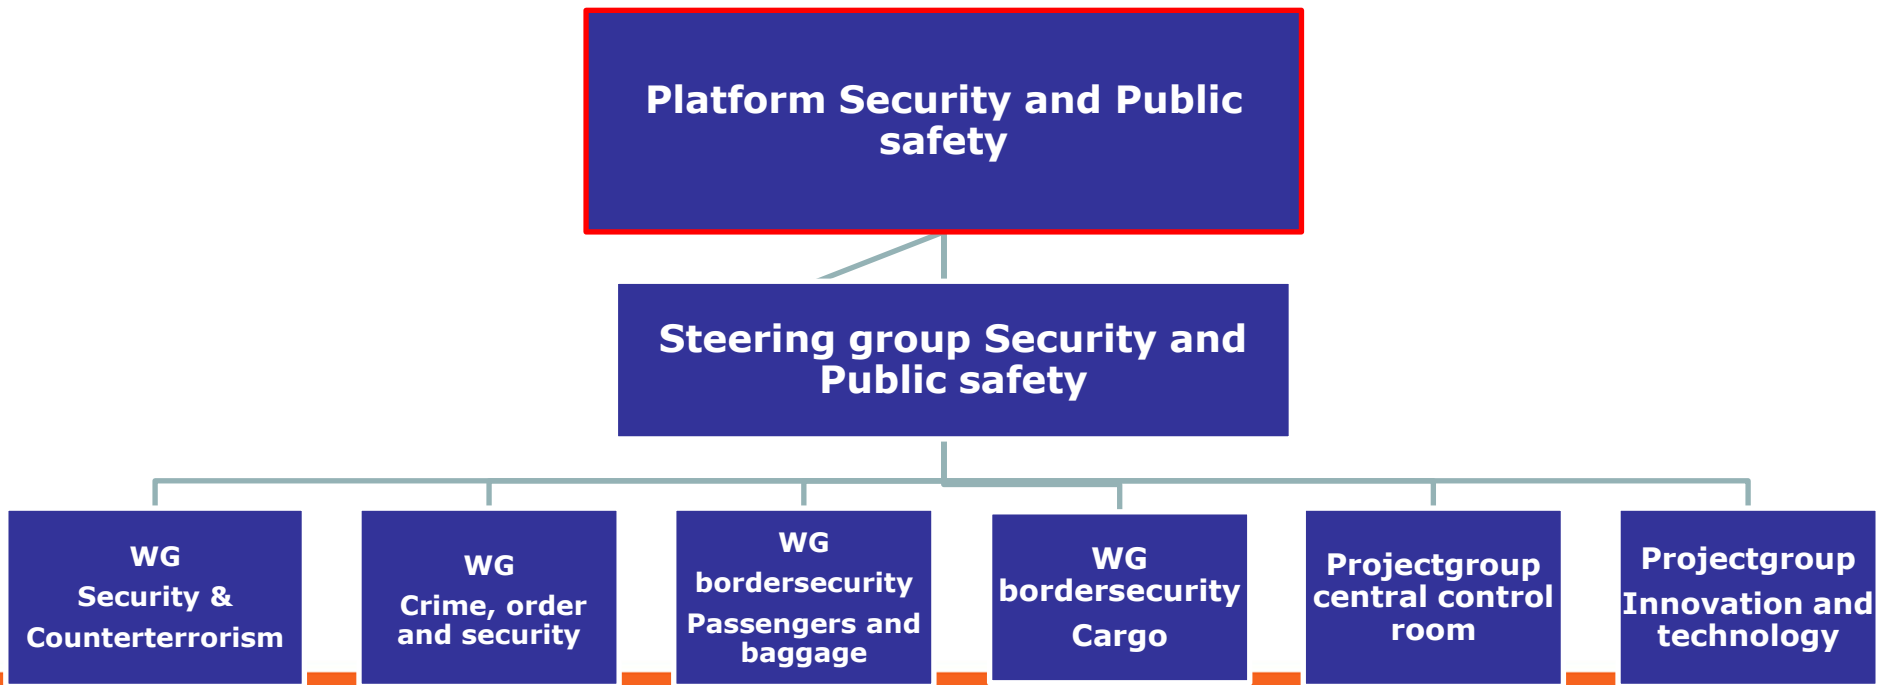 Platform Security and Public
safety
Steering group Security and
Public safety
WG
Security &
Counterterrorism
WG
Crime, order
and security
WG
bordersecurity
Passengers and
baggage
WG
bordersecurity
Cargo
Projectgroup
central control
room
Projectgroup
Innovation and
technology